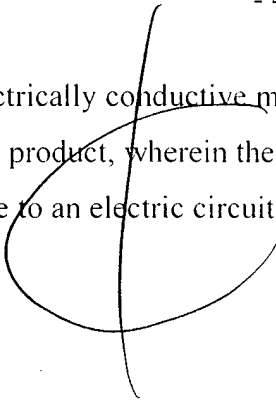 ctrically conductive m
product, wherein the
e to an electric circuit